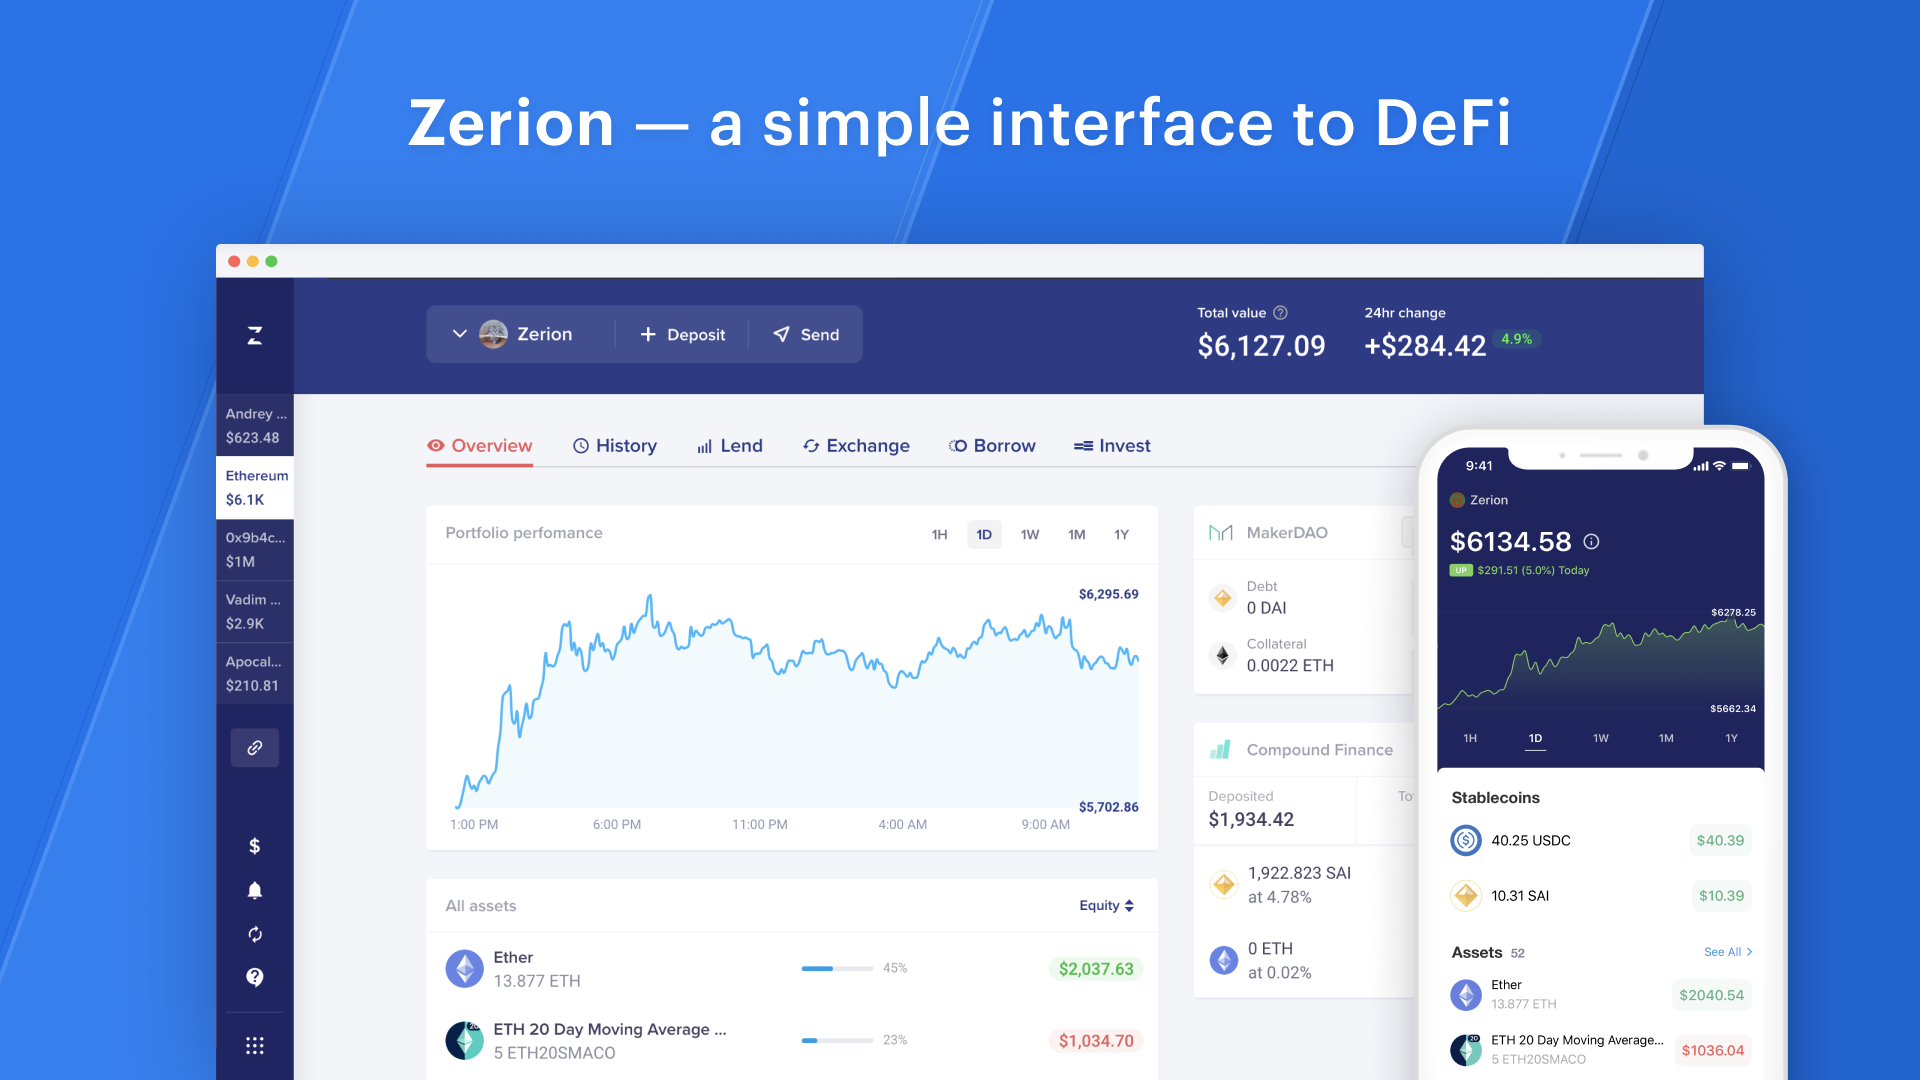 Zerion — a simple interface to DeFi
Zerion
Deposit
Send
Total value
$6,127.09
24hr change
+$284.42 4.9%
Andrey ...
$623.48
Ethereum
$6.1K
0x9b4c...
$1M
Vadim ...
$2.9K
Apocal...
$210.81
Overview
History
Lend
Exchange
Borrow
Invest
Portfolio perfomance
1H 1D 1W 1M 1Y
$6,295.69
$5,702.86
1:00 PM 6:00 PM 11:00 PM 4:00 AM 9:00 AM
All assets
Equity
Ether
13.877 ETH
45%
$2,037.63
ETH 20 Day Moving Average ...
5 ETH20SMACO
23%
$1,034.70
MakerDAO
Debt
0 DAI
Collateral
0.0022 ETH
Compound Finance
Deposited
$1,934.42
To
1,922.823 SAI
at 4.78%
0 ETH
at 0.02%
9:41
Zerion
$6134.58
UP $291.51 (5.0%) Today
$6278.25
$5662.34
1H 1D 1W 1M 1Y
Stablecoins
40.25 USDC
$40.39
10.31 SAI
$10.39
Assets 52
See All
Ether
13.877 ETH
$2040.54
20
ETH 20 Day Moving Average...
5 ETH20SMACO
$1036.04